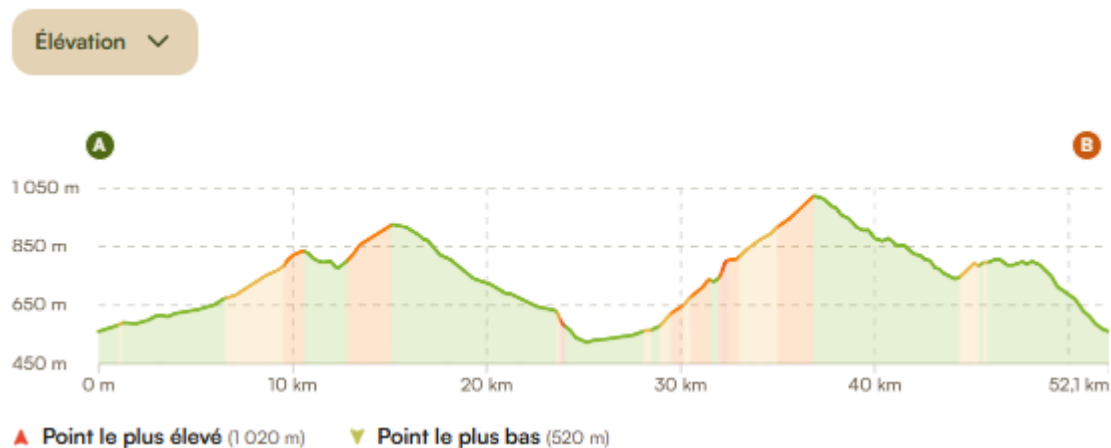 Élévation
A
B
1 050 m
850 m
650 m
450 m
0 m 10 km 20 km 30 km 40 km 52,1 km
Point le plus élevé (1 020 m) Point le plus bas (520 m)